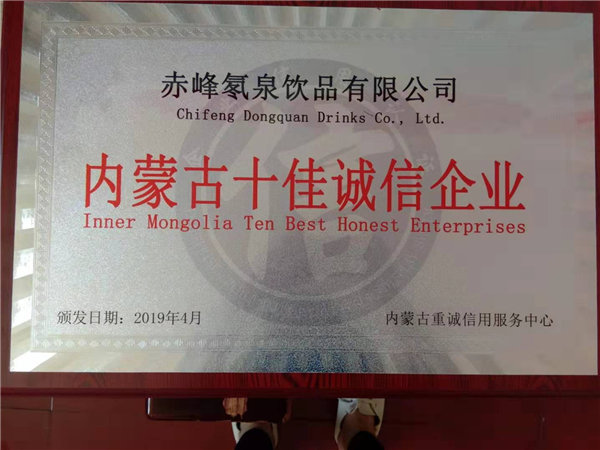 赤峰氡泉饮品有限公司
Chifeng Dongquan Drinks Co., Ltd.
内蒙古十佳诚信企业
Inner Mongolia Ten Best Honest Enterprises
信
颁发日期：2019年4月
内蒙古重诚信用服务中心